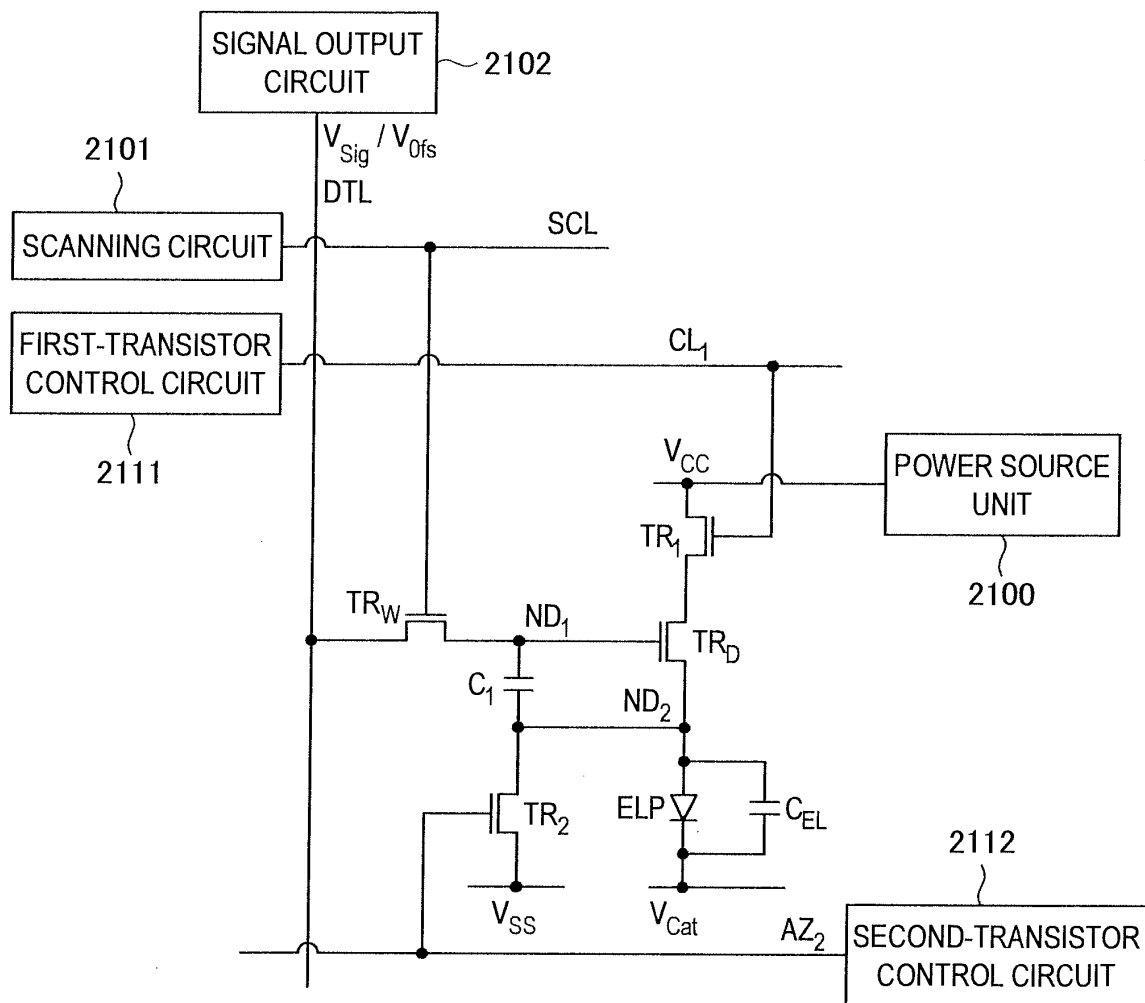 SIGNAL OUTPUT
CIRCUIT
2102
V_Sig / V_0fs
2101
DTL
SCANNING CIRCUIT
SCL
FIRST-TRANSISTOR
CONTROL CIRCUIT
CL_1
2111
V_CC
POWER SOURCE
UNIT
TR_1
2100
TR_W
ND_1
TR_D
C_1
ND_2
TR_2
ELP
C_EL
2112
V_SS
V_Cat
AZ_2
SECOND-TRANSISTOR
CONTROL CIRCUIT